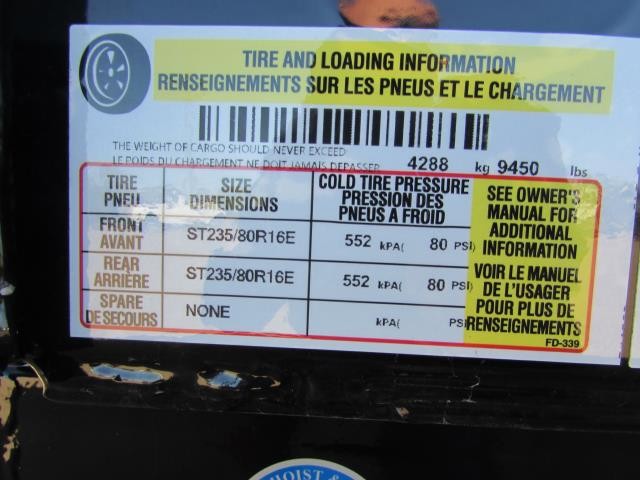 TIRE AND LOADING INFORMATION
RENSEIGNEMENTS SUR LES PNEUS ET LE CHARGEMENT
THE WEIGHT OF CARGO SHOULD NEVER EXCEED
LE POIDS DU CHARGEMENT NE DOIT JAMAIS DEPASSER 4288 kg 9450 lbs
TIRE
PNEU
SIZE
DIMENSIONS
COLD TIRE PRESSURE
PRESSION DES
PNEUS A FROID
SEE OWNER'S
MANUAL FOR
ADDITIONAL
INFORMATION
VOIR LE MANUEL
DE L'USAGER
POUR PLUS DE
RENSEIGNEMENTS
FRONT
AVANT
ST235/80R16E 552 kPA( 80 PSI)
REAR
ARRIÈRE
ST235/80R16E 552 kPA( 80 PSI)
SPARE
DE SECOURS
NONE kPA( PSI
FD-339
HOIST &